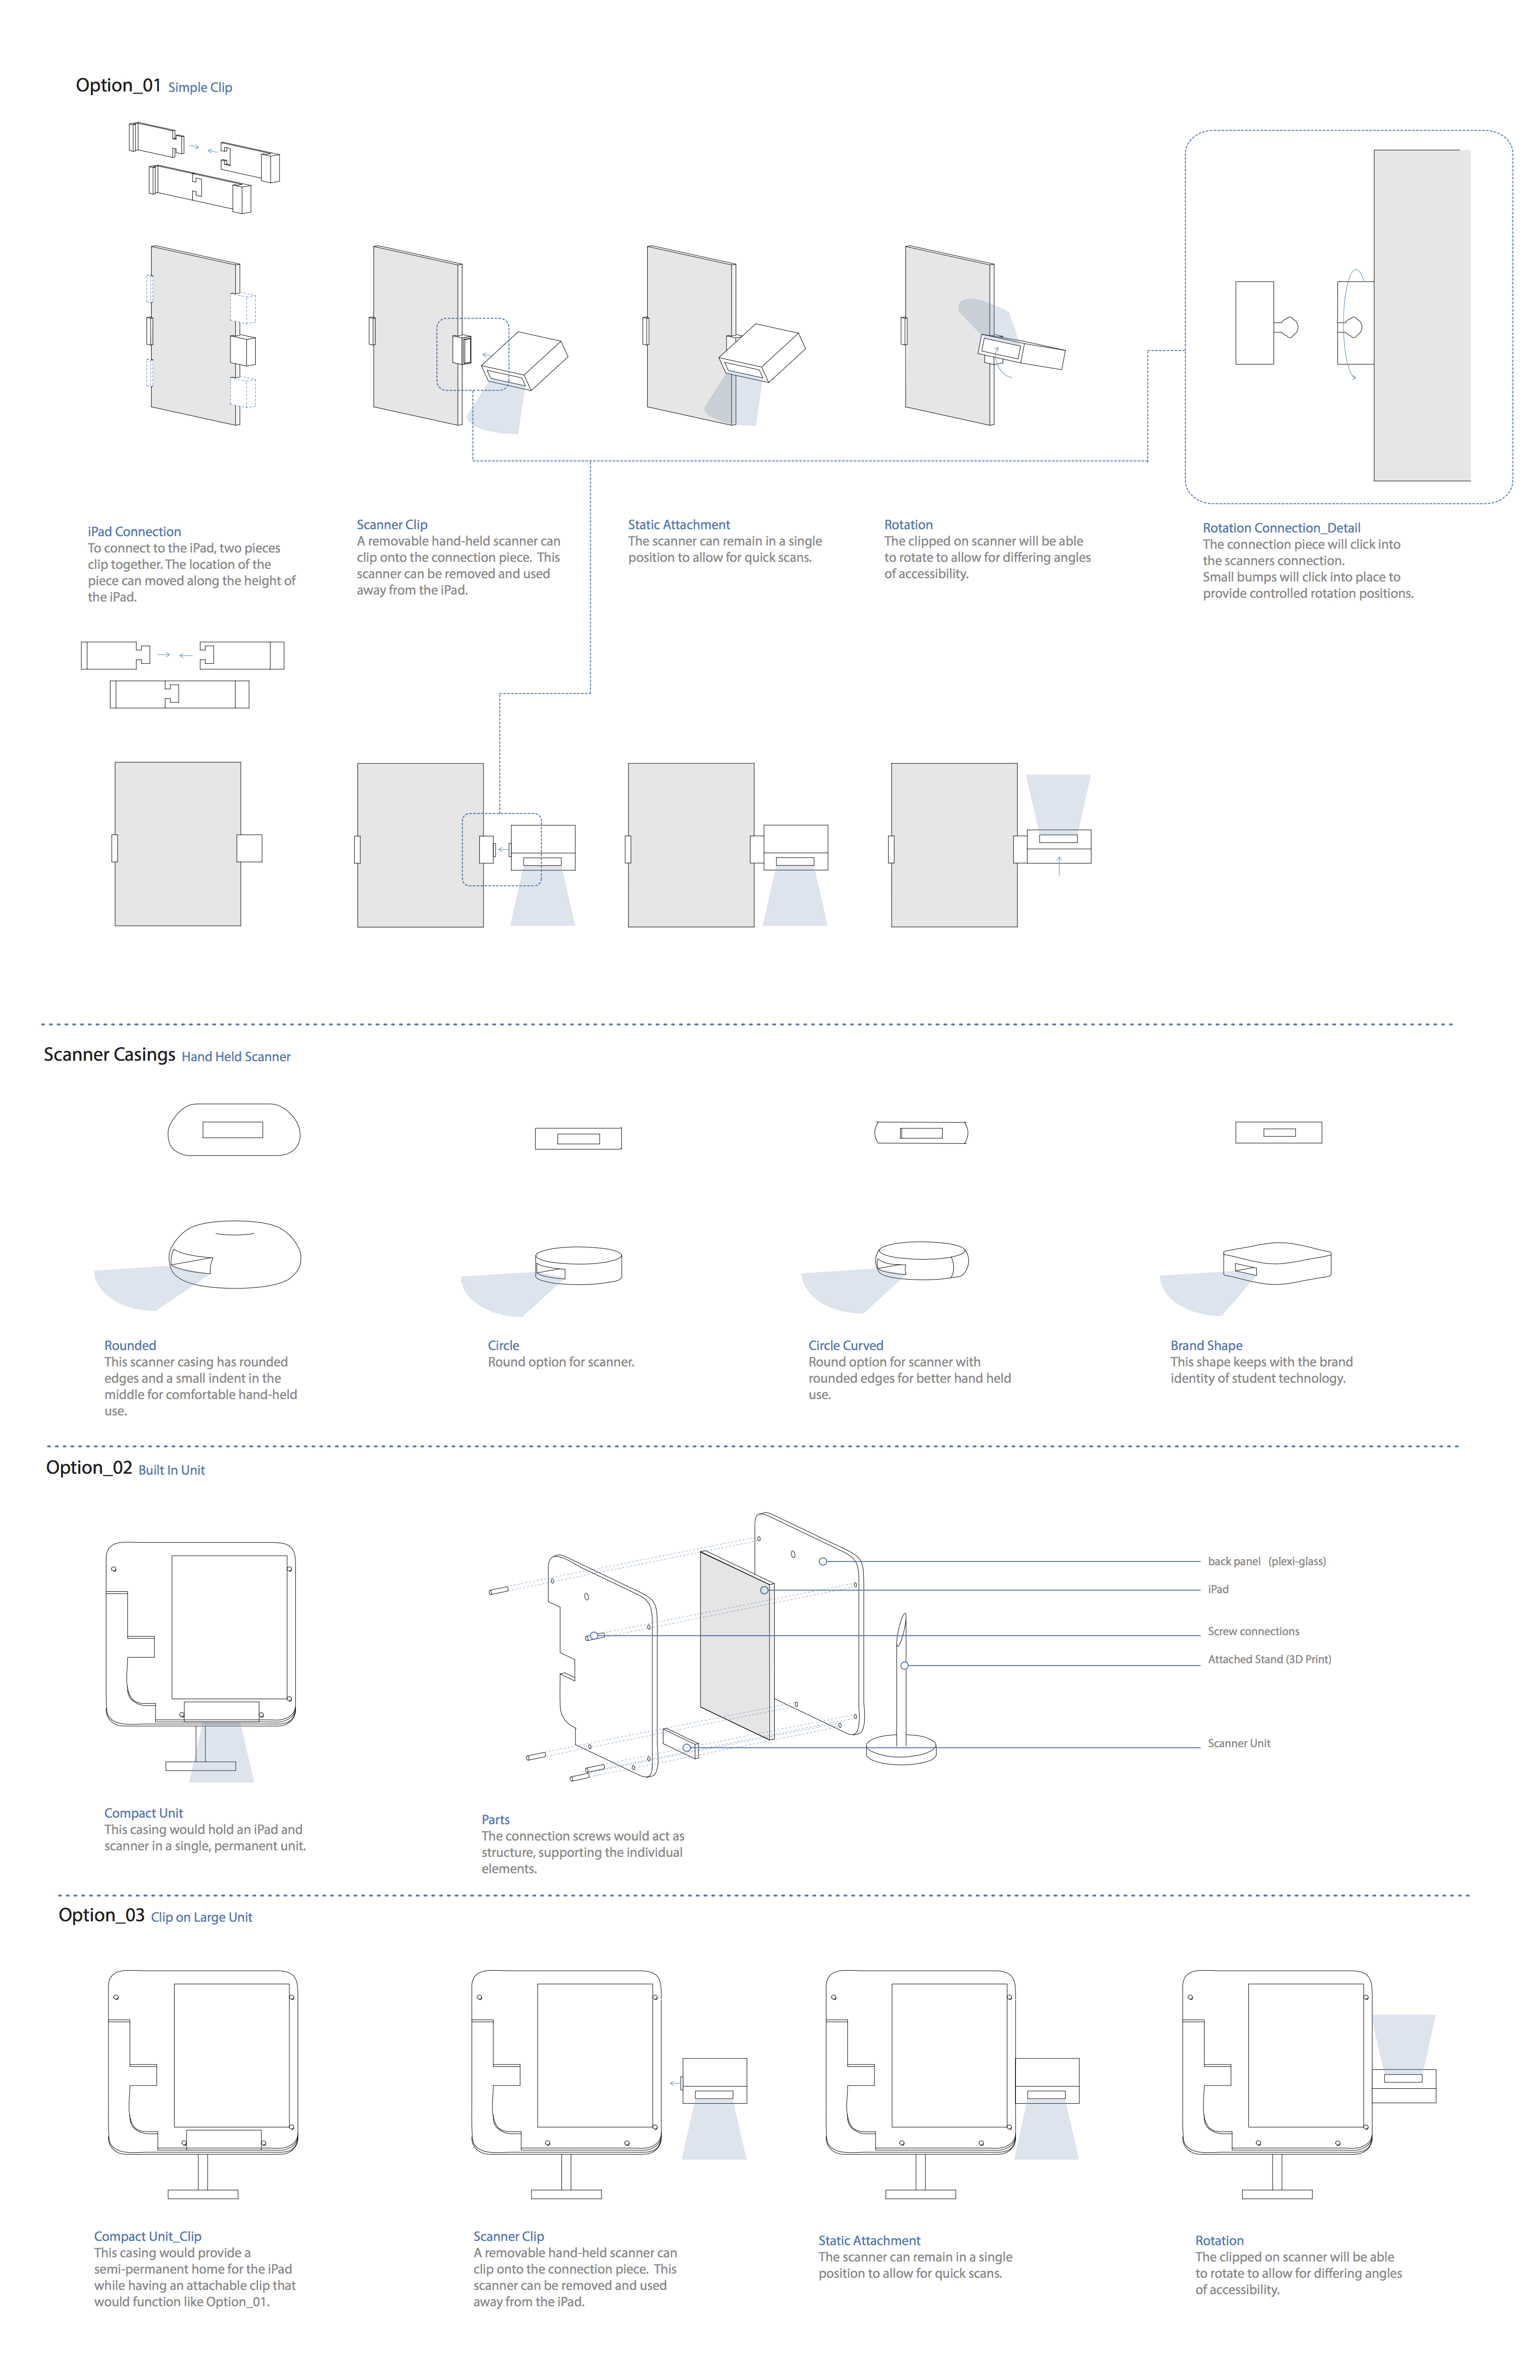 Option_01 Simple Clip
iPad Connection
To connect to the iPad, two pieces
clip together. The location of the
piece can moved along the height of
the iPad.
Scanner Clip
A removable hand-held scanner can
clip onto the connection piece. This
scanner can be removed and used
away from the iPad.
Static Attachment
The scanner can remain in a single
position to allow for quick scans.
Rotation
The clipped on scanner will be able
to rotate to allow for differing angles
of accessibility.
Rotation Connection_Detail
The connection piece will click into
the scanners connection.
Small bumps will click into place to
provide controlled rotation positions.
Scanner Casings Hand Held Scanner
Rounded
This scanner casing has rounded
edges and a small indent in the
middle for comfortable hand-held
use.
Circle
Round option for scanner.
Circle Curved
Round option for scanner with
rounded edges for better hand held
use.
Brand Shape
This shape keeps with the brand
identity of student technology.
Option_02 Built In Unit
back panel (plexi-glass)
iPad
Screw connections
Attached Stand (3D Print)
Scanner Unit
Compact Unit
This casing would hold an iPad and
scanner in a single, permanent unit.
Parts
The connection screws would act as
structure, supporting the individual
elements.
Option_03 Clip on Large Unit
Compact Unit_Clip
This casing would provide a
semi-permanent home for the iPad
while having an attachable clip that
would function like Option_01.
Scanner Clip
A removable hand-held scanner can
clip onto the connection piece. This
scanner can be removed and used
away from the iPad.
Static Attachment
The scanner can remain in a single
position to allow for quick scans.
Rotation
The clipped on scanner will be able
to rotate to allow for differing angles
of accessibility.